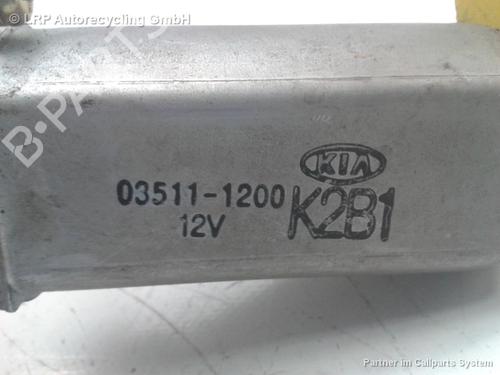 © LRP Autorecycling GmbH
B-PARTS
KIA
03511-1200
K2B1
12V
Partner im Callparts System